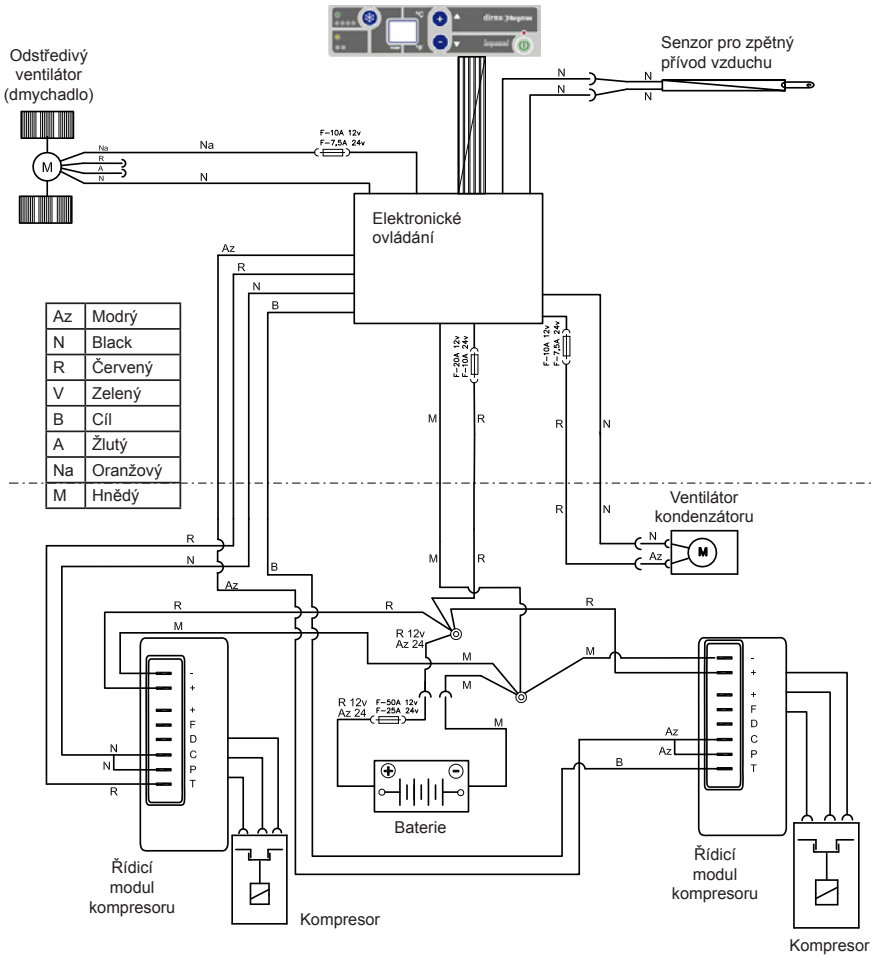 °C
°F
dirna Bergstrom
Odstředivý
ventilátor
(dmychadlo)
Senzor pro zpětný
přívod vzduchu
N
N
N
N
F-10A 12v
F-7,5A 24v
Na
R
A
N
Na
N
M
Elektronické
ovládání
Az
R
N
B
Az Modrý
N Black
R Červený
V Zelený
B Cíl
A Žlutý
Na Oranžový
M Hnědý
F-20A 12v
F-10A 24v
F-10A 12v
F-7,5A 24v
M
R
R
N
R
N
Ventilátor
kondenzátoru
N
Az
M
R
N
B
Az
M
R
R
R
R
M
R 12v
Az 24
M
M
M
R 12v
Az 24
F-50A 12v
F-25A 24v
M
-
+
+
F
D
C
P
T
N
N
R
-
+
+
F
D
C
P
T
Az
Az
B
+
-
Baterie
Řídicí
modul
kompresoru
Kompresor
Řídicí
modul
kompresoru
Kompresor